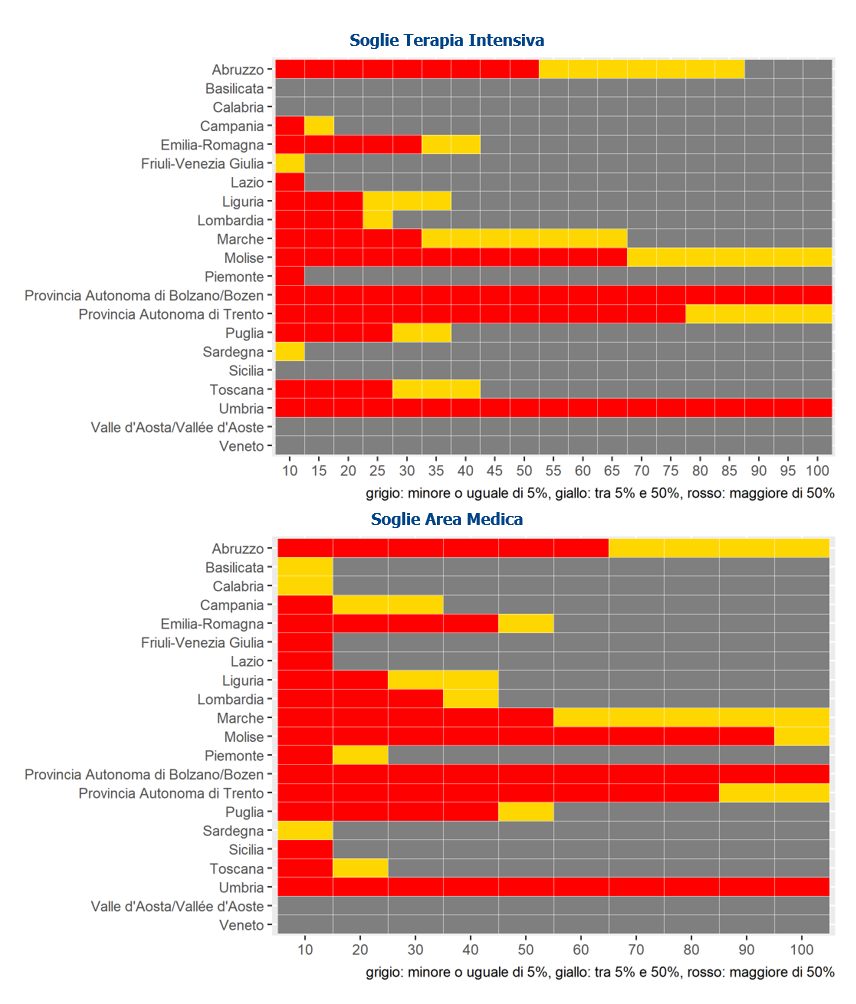 Soglie Terapia Intensiva
Abruzzo
Basilicata
Calabria
Campania
Emilia-Romagna
Friuli-Venezia Giulia
Lazio
Liguria
Lombardia
Marche
Molise
Piemonte
Provincia Autonoma di Bolzano/Bozen
Provincia Autonoma di Trento
Puglia
Sardegna
Sicilia
Toscana
Umbria
Valle d'Aosta/Vallée d'Aoste
Veneto
10 15 20 25 30 35 40 45 50 55 60 65 70 75 80 85 90 95 100
grigio: minore o uguale di 5%, giallo: tra 5% e 50%, rosso: maggiore di 50%
Soglie Area Medica
Abruzzo
Basilicata
Calabria
Campania
Emilia-Romagna
Friuli-Venezia Giulia
Lazio
Liguria
Lombardia
Marche
Molise
Piemonte
Provincia Autonoma di Bolzano/Bozen
Provincia Autonoma di Trento
Puglia
Sardegna
Sicilia
Toscana
Umbria
Valle d'Aosta/Vallée d'Aoste
Veneto
10 20 30 40 50 60 70 80 90 100
grigio: minore o uguale di 5%, giallo: tra 5% e 50%, rosso: maggiore di 50%